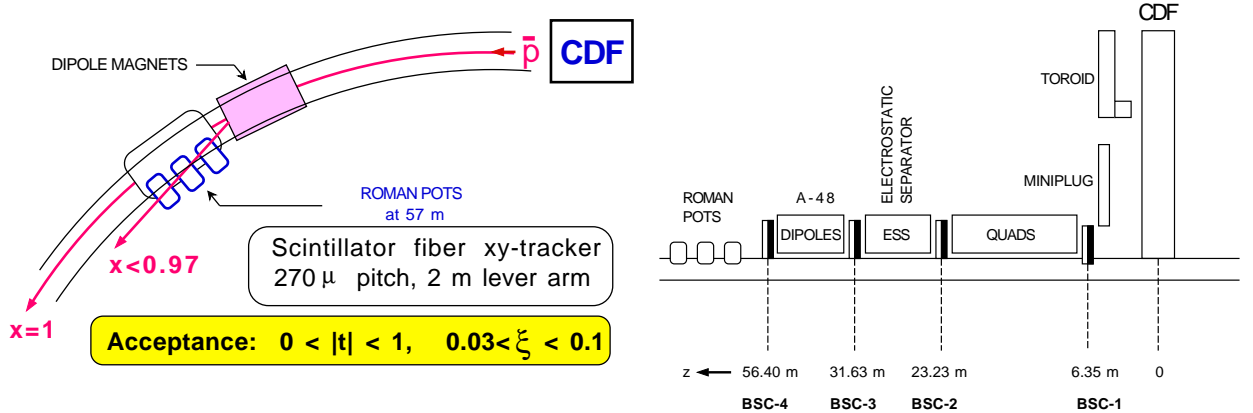 p̄
CDF
DIPOLE MAGNETS
ROMAN POTS
at 57 m
x<0.97
x=1
Scintillator fiber xy-tracker
270 μ pitch, 2 m lever arm
Acceptance: 0 < |t| < 1, 0.03< ξ < 0.1
CDF
TOROID
ELECTROSTATIC
SEPARATOR
MINIPLUG
ROMAN
POTS
A-48
DIPOLES
ESS
QUADS
z
56.40 m
31.63 m
23.23 m
6.35 m
0
BSC-4
BSC-3
BSC-2
BSC-1